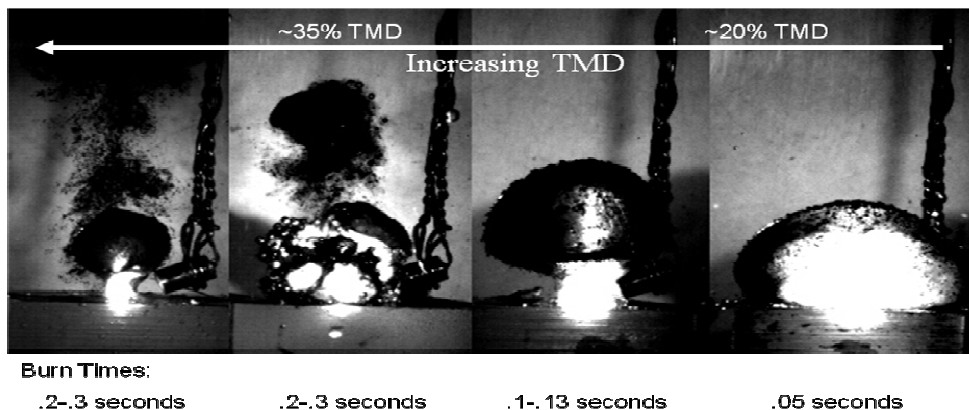 ~35% TMD ~20% TMD
Increasing TMD
Burn Times:
.2-.3 seconds .2-.3 seconds .1-.13 seconds .05 seconds